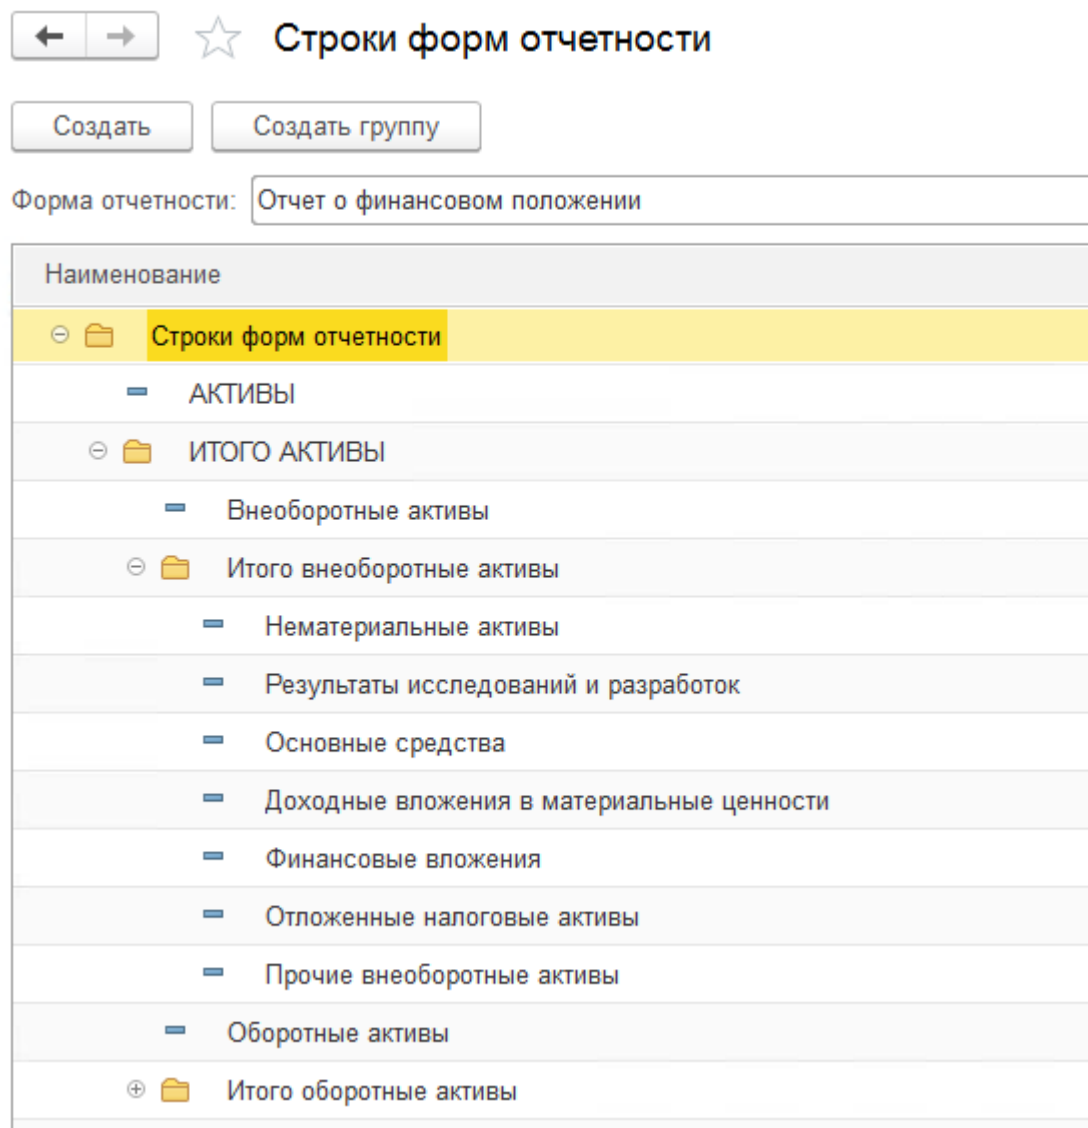 Строки форм отчетности
Создать
Создать группу
Форма отчетности: Отчет о финансовом положении
Наименование
Строки форм отчетности
АКТИВЫ
ИТОГО АКТИВЫ
Внеоборотные активы
Итого внеоборотные активы
Нематериальные активы
Результаты исследований и разработок
Основные средства
Доходные вложения в материальные ценности
Финансовые вложения
Отложенные налоговые активы
Прочие внеоборотные активы
Оборотные активы
Итого оборотные активы